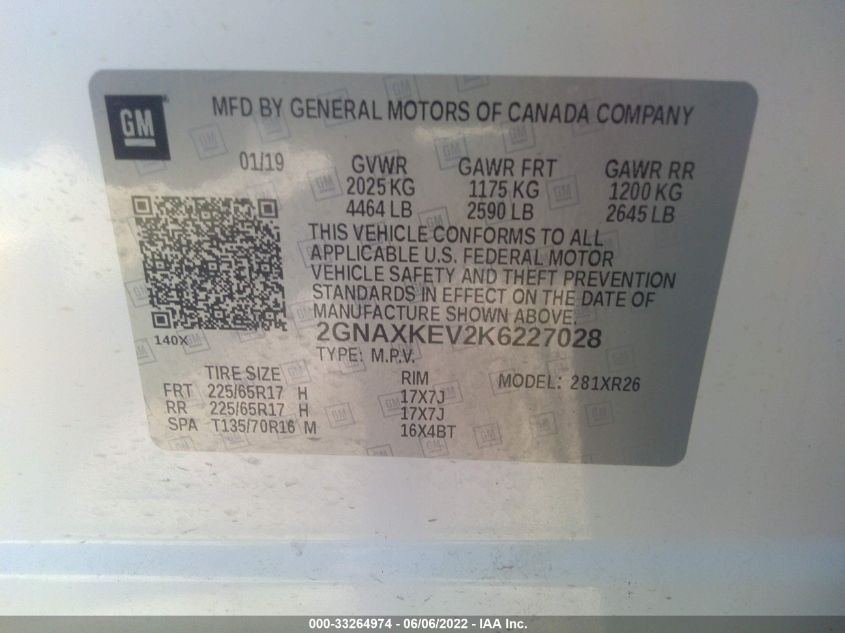 GM
MFD BY GENERAL MOTORS OF CANADA COMPANY
01/19 GVWR GAWR FRT GAWR RR
2025 KG 1175 KG 1200 KG
4464 LB 2590 LB 2645 LB
THIS VEHICLE CONFORMS TO ALL
APPLICABLE U.S. FEDERAL MOTOR
VEHICLE SAFETY AND THEFT PREVENTION
STANDARDS IN EFFECT ON THE DATE OF
MANUFACTURE SHOWN ABOVE.
140X 2GNAXKEV2K6227028
TYPE: M.P.V.
TIRE SIZE RIM MODEL: 281XR26
FRT 225/65R17 H 17X7J
RR 225/65R17 H 17X7J
SPA T135/70R16 M 16X4BT
000-33264974 - 06/06/2022 - IAA Inc.